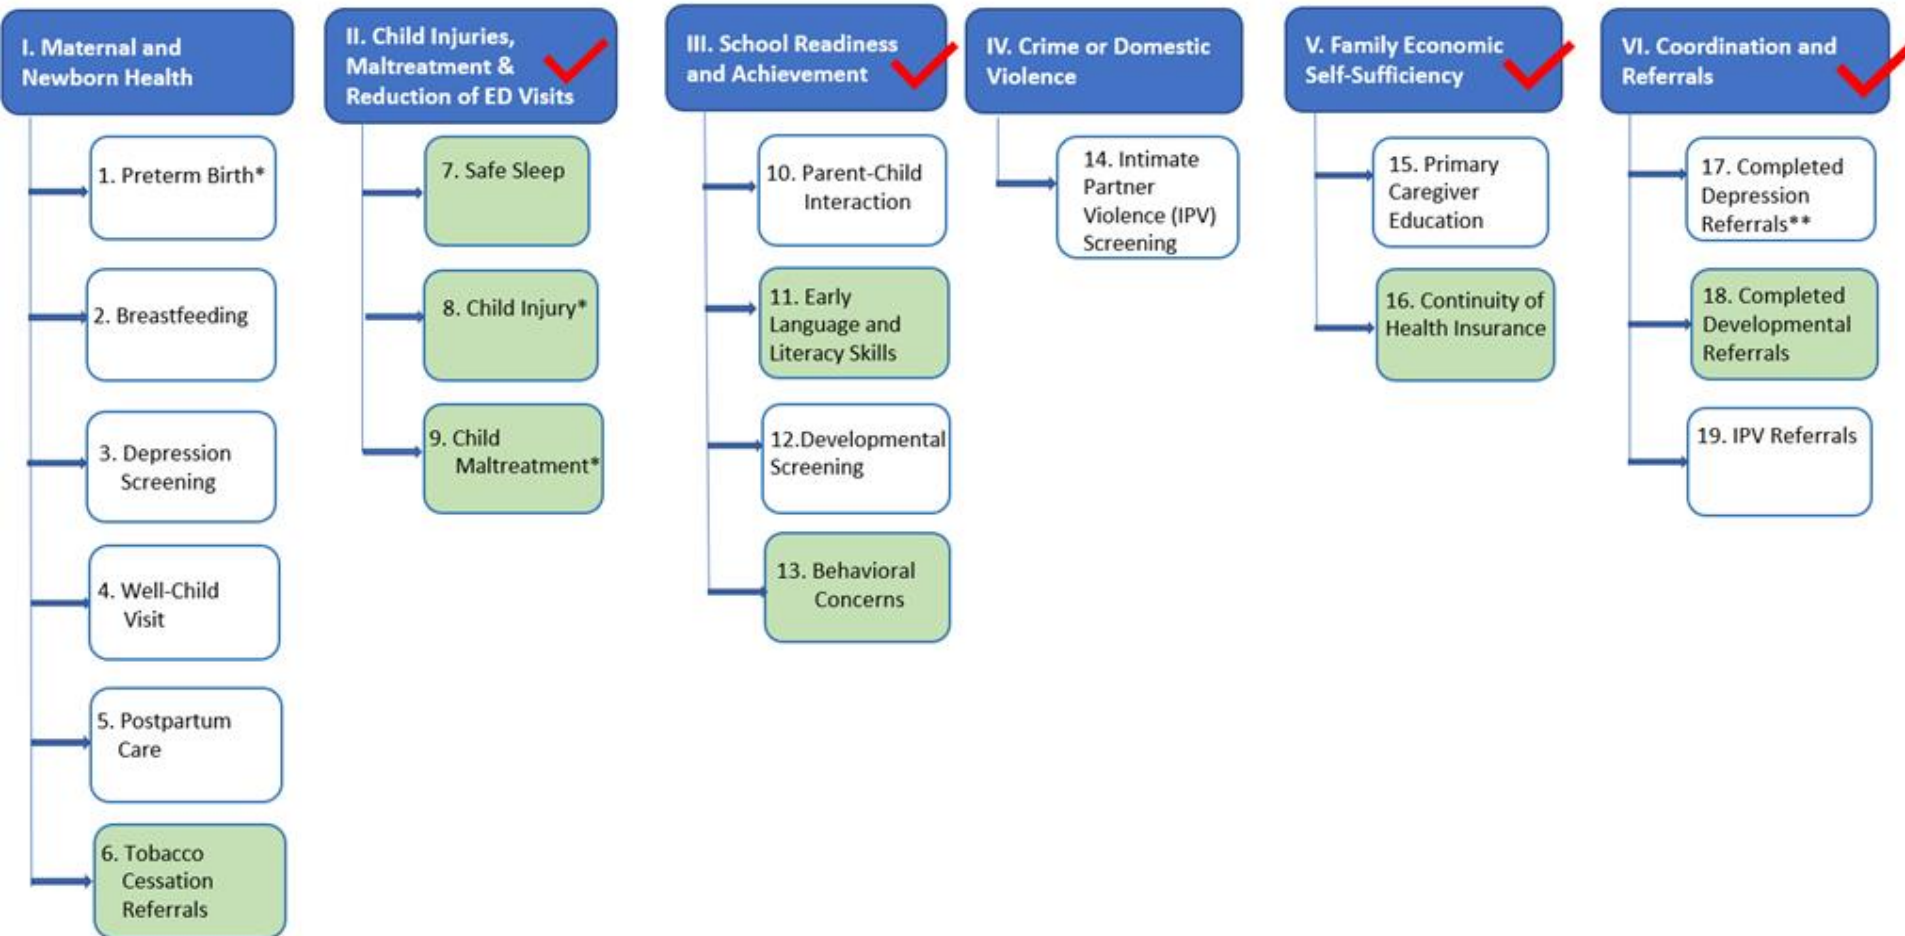 I. Maternal and
Newborn Health
1. Preterm Birth*
2. Breastfeeding
3. Depression
Screening
4. Well-Child
Visit
5. Postpartum
Care
6. Tobacco
Cessation
Referrals
II. Child Injuries,
Maltreatment &
Reduction of ED Visits
7. Safe Sleep
8. Child Injury*
9. Child
Maltreatment*
III. School Readiness
and Achievement
10. Parent-Child
Interaction
11. Early
Language and
Literacy Skills
12.Developmental
Screening
13. Behavioral
Concerns
IV. Crime or Domestic
Violence
14. Intimate
Partner
Violence (IPV)
Screening
V. Family Economic
Self-Sufficiency
15. Primary
Caregiver
Education
16. Continuity of
Health Insurance
VI. Coordination and
Referrals
17. Completed
Depression
Referrals**
18. Completed
Developmental
Referrals
19. IPV Referrals